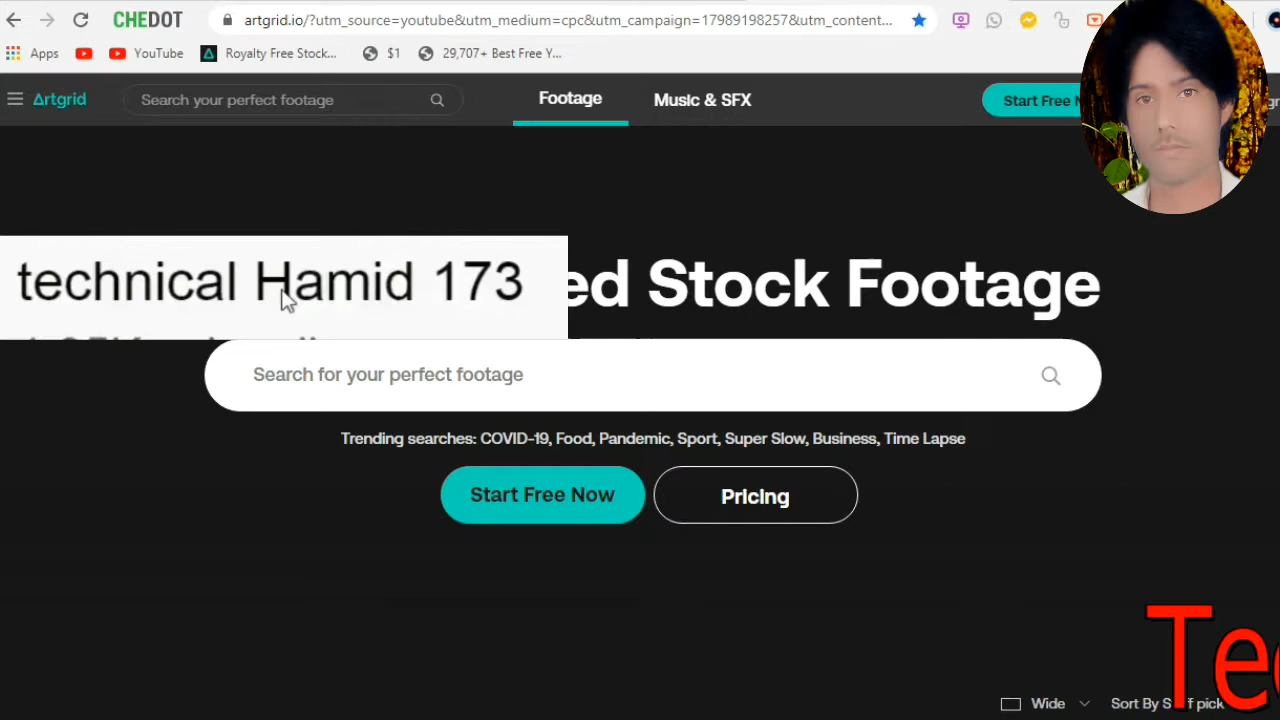 CHEDOT
artgrid.io/?utm_source=youtube&utm_medium=cpc&utm_campaign=17989198257&utm_content...
Apps
YouTube
Royalty Free Stock...
$1
29,707+ Best Free Y...
Artgrid
Search your perfect footage
Footage
Music & SFX
Start Free
technical Hamid 173
ed Stock Footage
Search for your perfect footage
Trending searches: COVID-19, Food, Pandemic, Sport, Super Slow, Business, Time Lapse
Start Free Now
Pricing
Wide
Sort By pick